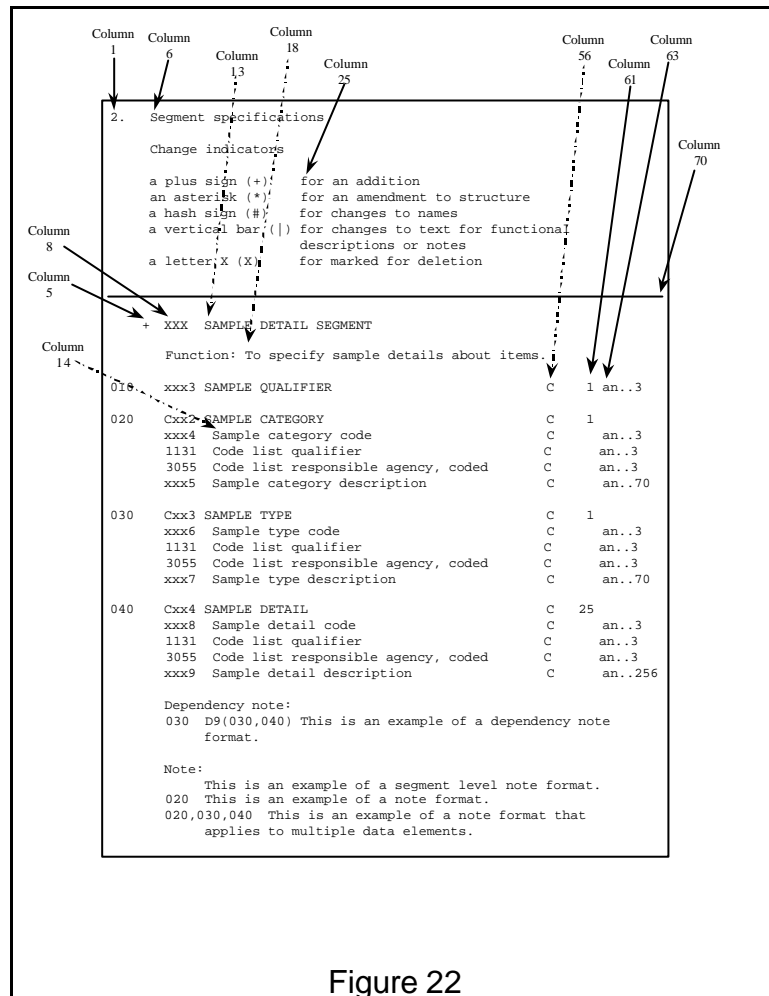 Column
1
Column
6
Column
13
Column
18
Column
25
Column
56
Column
61
Column
63
Column
70
2. Segment specifications
Change indicators
a plus sign (+) for an addition
an asterisk (*) for an amendment to structure
a hash sign (#) for changes to names
a vertical bar (|) for changes to text for functional
descriptions or notes
a letter X (X) for marked for deletion
Column
8
Column
5
+ XXX SAMPLE DETAIL SEGMENT
Function: To specify sample details about items.
Column
14
010 xxx3 SAMPLE QUALIFIER C 1 an..3
020 Cxx2 SAMPLE CATEGORY C 1
xxx4 Sample category code C an..3
1131 Code list qualifier C an..3
3055 Code list responsible agency, coded C an..3
xxx5 Sample category description C an..70
030 Cxx3 SAMPLE TYPE C 1
xxx6 Sample type code C an..3
1131 Code list qualifier C an..3
3055 Code list responsible agency, coded C an..3
xxx7 Sample type description C an..70
040 Cxx4 SAMPLE DETAIL C 25
xxx8 Sample detail code C an..3
1131 Code list qualifier C an..3
3055 Code list responsible agency, coded C an..3
xxx9 Sample detail description C an..256
Dependency note:
030 D9(030,040) This is an example of a dependency note
format.
Note:
This is an example of a segment level note format.
020 This is an example of a note format.
020,030,040 This is an example of a note format that
applies to multiple data elements.
Figure 22